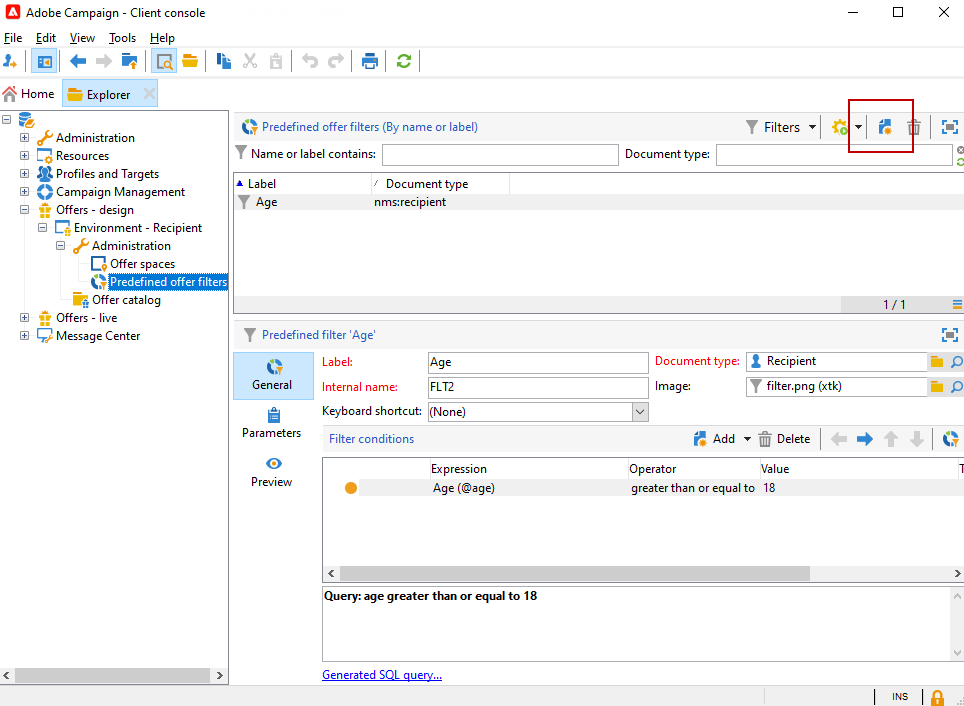 Adobe Campaign - Client console
File Edit View Tools Help
Home Explorer
Administration
Resources
Profiles and Targets
Campaign Management
Offers - design
Environment - Recipient
Administration
Offer spaces
Predefined offer filters
Offer catalog
Offers - live
Message Center
Predefined offer filters (By name or label) Filters
Name or label contains: Document type:
Label Document type
Age nms:recipient
1 / 1
Predefined filter 'Age'
General
Parameters
Preview
Label: Age Document type: Recipient
Internal name: FLT2 Image: filter.png (xtk)
Keyboard shortcut: (None)
Filter conditions Add Delete
Expression Operator Value T
Age (@age) greater than or equal to 18
Query: age greater than or equal to 18
Generated SQL query...
INS